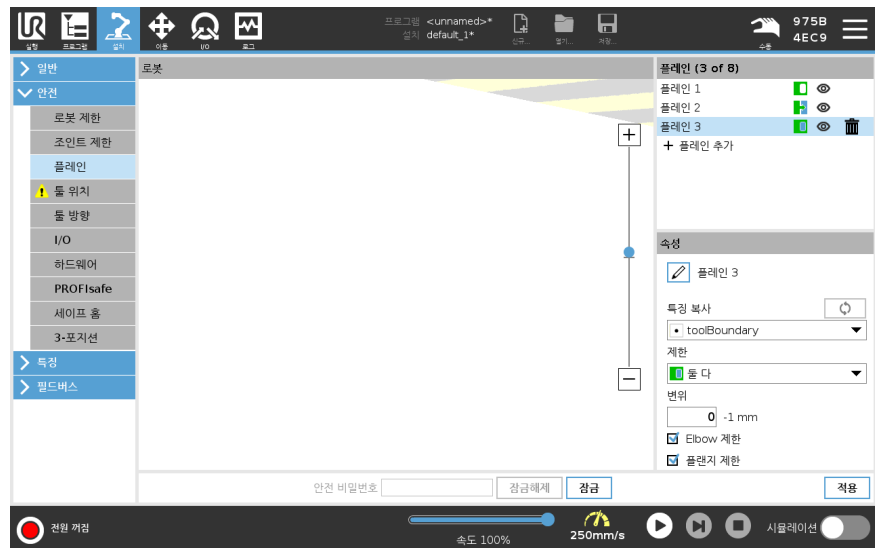 UR
실행
프로그램
설치
이동
I/O
로그
프로그램 <unnamed>*
설치 default_1*
신규...
열기...
저장...
수동
975B
4EC9
일반
안전
로봇 제한
조인트 제한
플레인
툴 위치
툴 방향
I/O
하드웨어
PROFIsafe
세이프 홈
3-포지션
특징
필드버스
로봇
플레인 (3 of 8)
플레인 1
플레인 2
플레인 3
플레인 추가
속성
플레인 3
특징 복사
toolBoundary
제한
둘 다
변위
0 -1 mm
Elbow 제한
플랜지 제한
안전 비밀번호
잠금해제
잠금
적용
전원 꺼짐
속도 100%
250mm/s
시뮬레이션